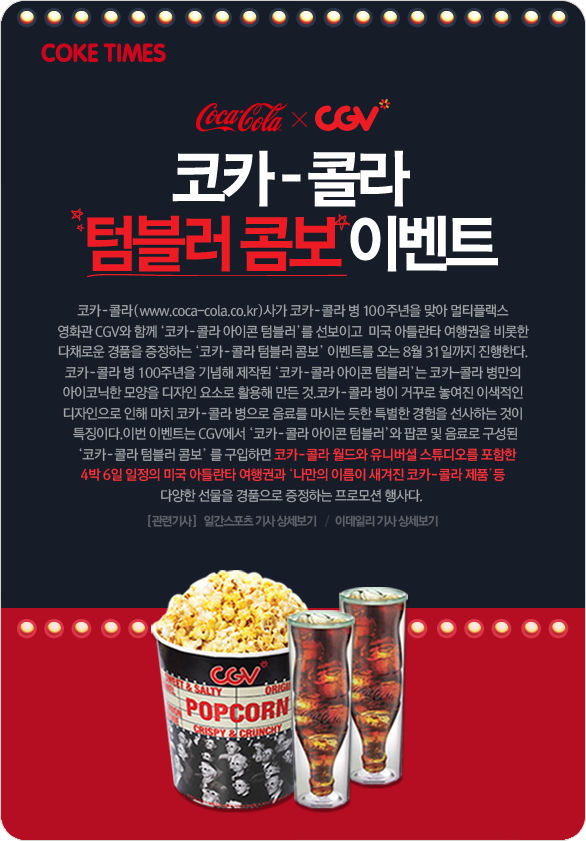 COKE TIMES
Coca-Cola × CGV
코카-콜라
텀블러 콤보 이벤트
코카-콜라(www.coca-cola.co.kr)사가 코카-콜라 병 100주년을 맞아 멀티플랙스
영화관 CGV와 함께 ‘코카-콜라 아이콘 텀블러’를 선보이고 미국 아틀란타 여행권을 비롯한
다채로운 경품을 증정하는 ‘코카-콜라 텀블러 콤보’ 이벤트를 오는 8월 31일까지 진행한다.
코카-콜라 병 100주년을 기념해 제작된 ‘코카-콜라 아이콘 텀블러’는 코카-콜라 병만의
아이코닉한 모양을 디자인 요소로 활용해 만든 것.코카-콜라 병이 거꾸로 놓여진 이색적인
디자인으로 인해 마치 코카-콜라 병으로 음료를 마시는 듯한 특별한 경험을 선사하는 것이
특징이다.이번 이벤트는 CGV에서 ‘코카-콜라 아이콘 텀블러’와 팝콘 및 음료로 구성된
‘코카-콜라 텀블러 콤보’ 를 구입하면 코카-콜라 월드와 유니버셜 스튜디오를 포함한
4박 6일 일정의 미국 아틀란타 여행권과 ‘나만의 이름이 새겨진 코카-콜라 제품’ 등
다양한 선물을 경품으로 증정하는 프로모션 행사다.
[관련기사] 일간스포츠 기사 상세보기 / 이데일리 기사 상세보기
CGV
SWEET & SALTY
POPCORN
CRISPY & CRUNCHY
Coca-Cola